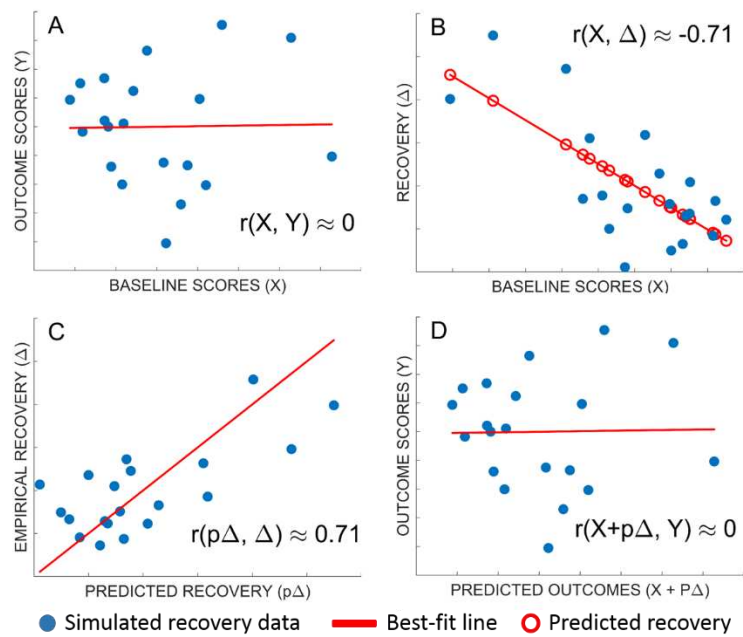 A
OUTCOME SCORES (Y)
r(X, Y) ≈ 0
BASELINE SCORES (X)
B
r(X, Δ) ≈ -0.71
RECOVERY (Δ)
BASELINE SCORES (X)
C
EMPIRICAL RECOVERY (Δ)
r(pΔ, Δ) ≈ 0.71
PREDICTED RECOVERY (pΔ)
D
OUTCOME SCORES (Y)
r(X+pΔ, Y) ≈ 0
PREDICTED OUTCOMES (X + PΔ)
Simulated recovery data
Best-fit line
Predicted recovery